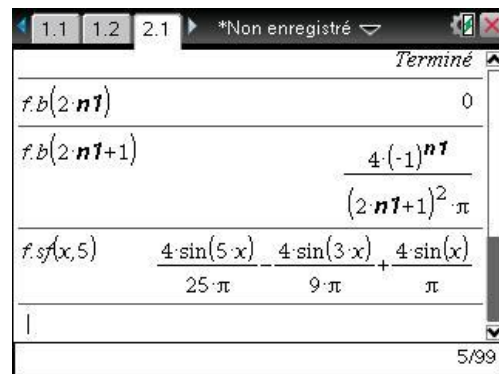 1.1 1.2 2.1 *Non enregistré
Terminé
f.b(2·n1) 0
f.b(2·n1+1) 4·(-1)^n1 / (2·n1+1)^2·π
f.sf(x,5) 4·sin(5·x)/25·π - 4·sin(3·x)/9·π + 4·sin(x)/π
5/99